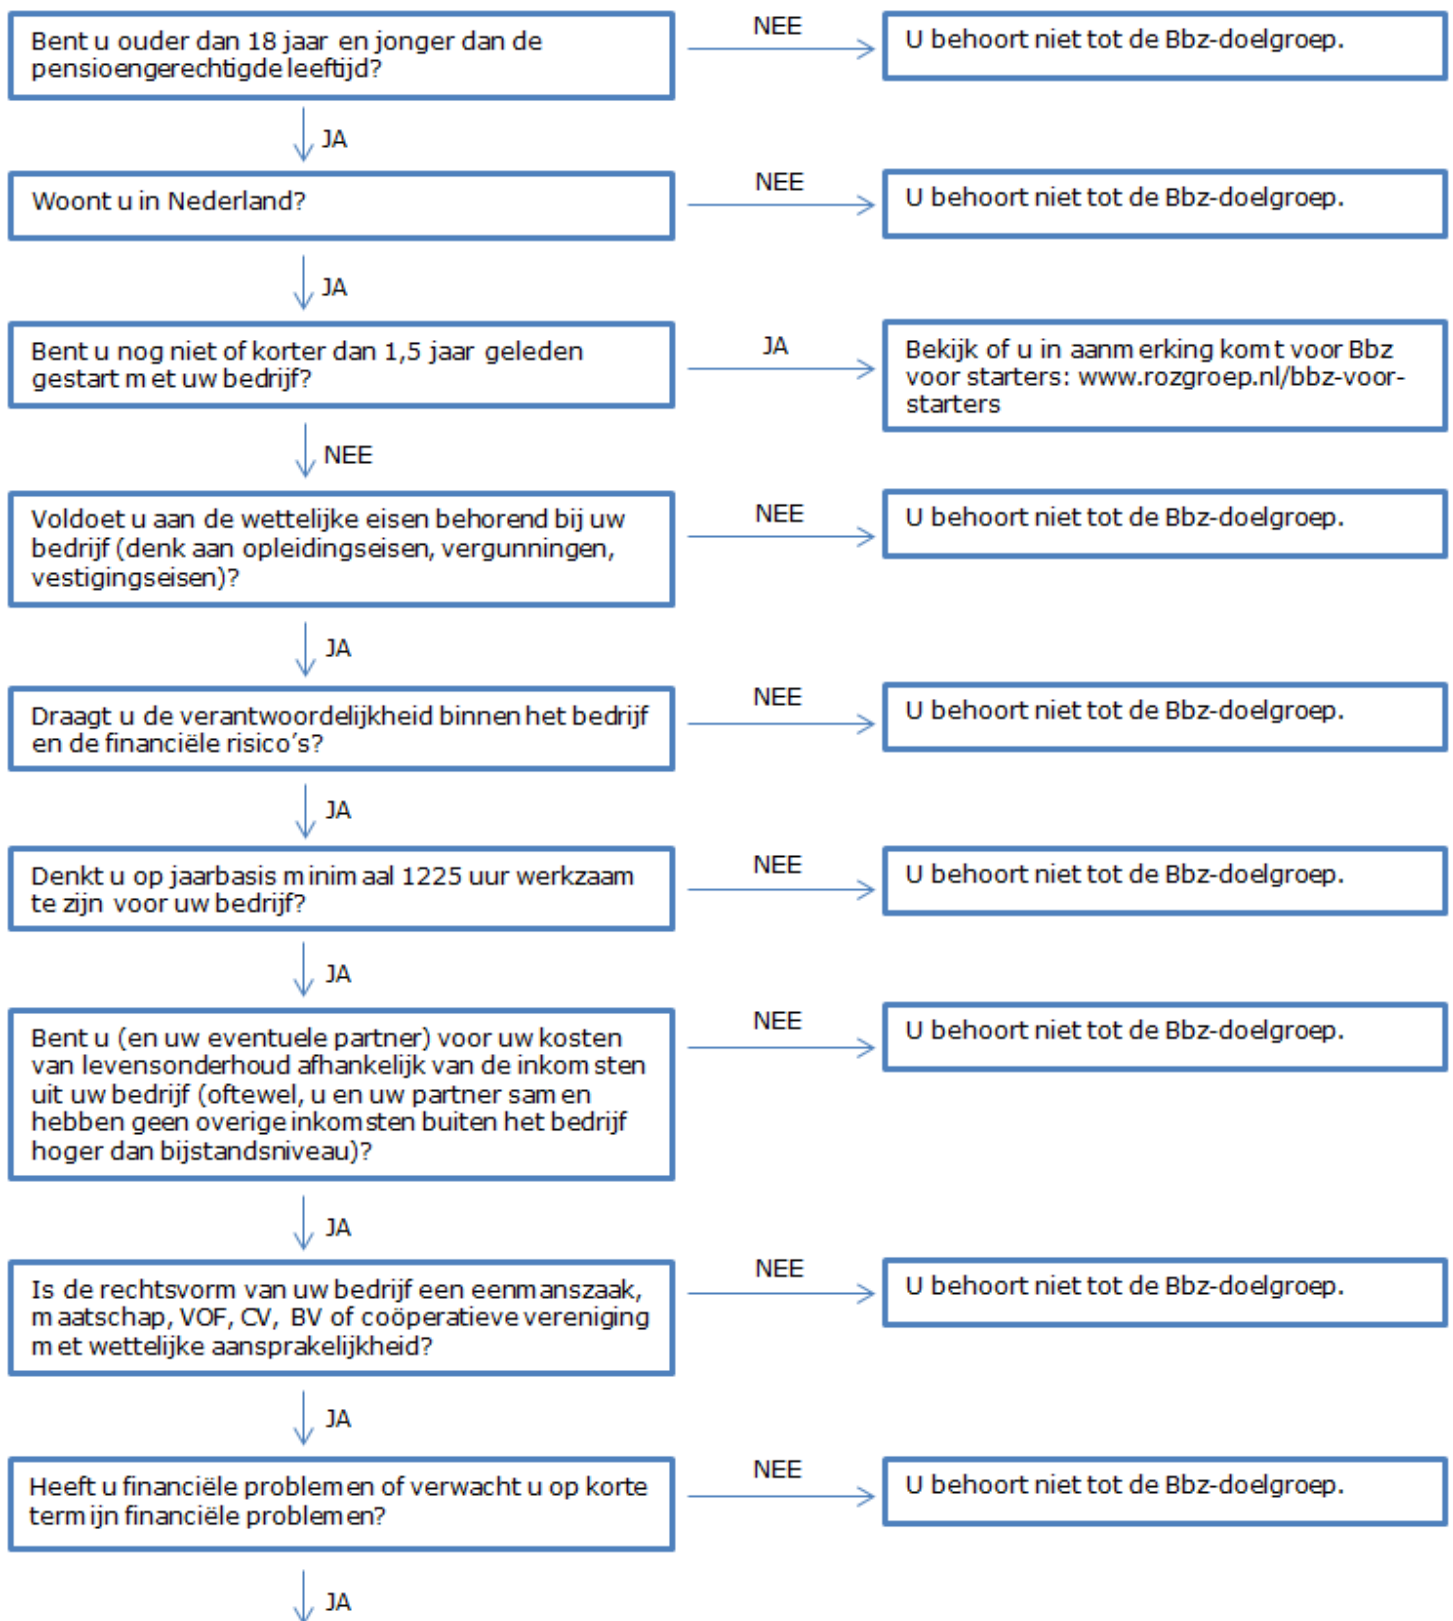 Bent u ouder dan 18 jaar en jonger dan de
pensioengerechtigde leeftijd?
NEE
U behoort niet tot de Bbz-doelgroep.
JA
Woont u in Nederland?
NEE
U behoort niet tot de Bbz-doelgroep.
JA
Bent u nog niet of korter dan 1,5 jaar geleden
gestart met uw bedrijf?
JA
Bekijk of u in aanmerking komt voor Bbz
voor starters: www.rozgroep.nl/bbz-voor-
starters
NEE
Voldoet u aan de wettelijke eisen behorend bij uw
bedrijf (denk aan opleidingseisen, vergunningen,
vestigingseisen)?
NEE
U behoort niet tot de Bbz-doelgroep.
JA
Draagt u de verantwoordelijkheid binnen het bedrijf
en de financiële risico's?
NEE
U behoort niet tot de Bbz-doelgroep.
JA
Denkt u op jaarbasis minimaal 1225 uur werkzaam
te zijn voor uw bedrijf?
NEE
U behoort niet tot de Bbz-doelgroep.
JA
Bent u (en uw eventuele partner) voor uw kosten
van levensonderhoud afhankelijk van de inkomsten
uit uw bedrijf (oftewel, u en uw partner samen
hebben geen overige inkomsten buiten het bedrijf
hoger dan bijstandsniveau)?
NEE
U behoort niet tot de Bbz-doelgroep.
JA
Is de rechtsvorm van uw bedrijf een eenmanszaak,
maatschap, VOF, CV, BV of coöperatieve vereniging
met wettelijke aansprakelijkheid?
NEE
U behoort niet tot de Bbz-doelgroep.
JA
Heeft u financiële problemen of verwacht u op korte
termijn financiële problemen?
NEE
U behoort niet tot de Bbz-doelgroep.
JA